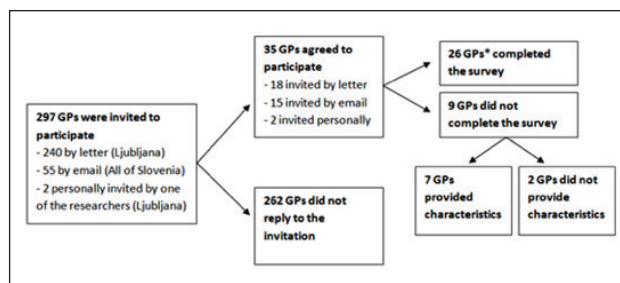 297 GPs were invited to
participate
- 240 by letter (Ljubljana)
- 55 by email (All of Slovenia)
- 2 personally invited by one
of the researchers (Ljubljana)
35 GPs agreed to
participate
- 18 invited by letter
- 15 invited by email
- 2 invited personally
262 GPs did not
reply to the
invitation
26 GPs* completed
the survey
9 GPs did not
complete the survey
7 GPs
provided
characteristics
2 GPs did not
provide
characteristics